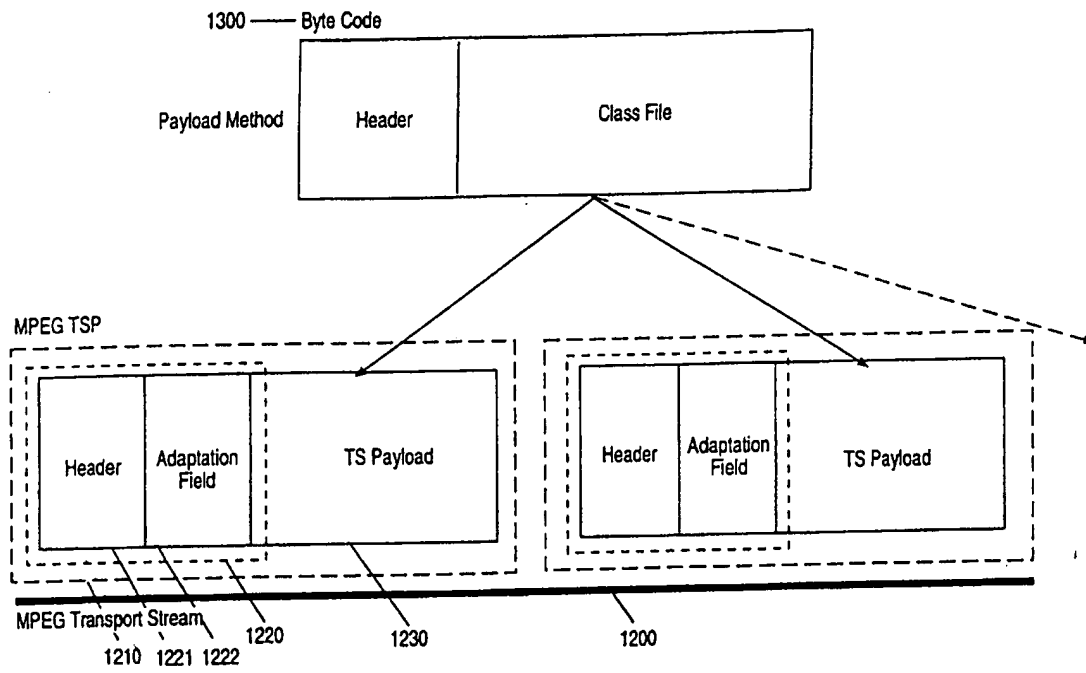 1300 Byte Code
Payload Method
Header
Class File
MPEG TSP
Header
Adaptation
Field
TS Payload
Header
Adaptation
Field
TS Payload
MPEG Transport Stream
1210
1221
1222
1220
1230
1200